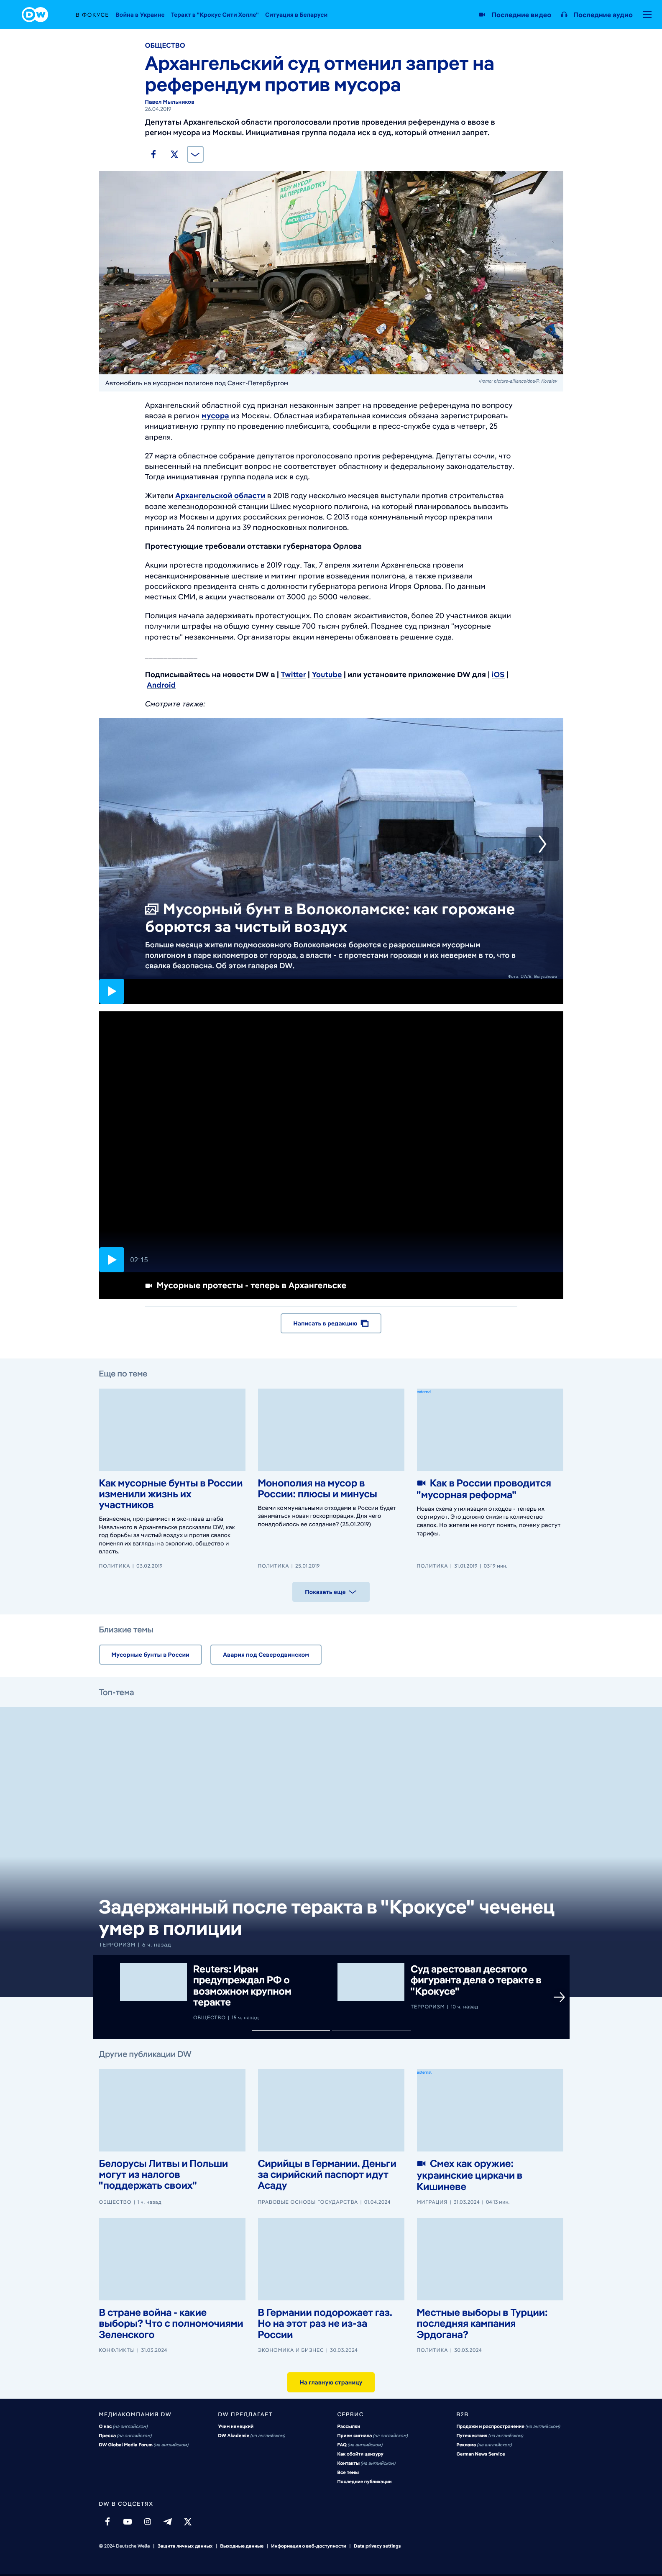 DW
В ФОКУСЕ Война в Украине Теракт в "Крокус Сити Холле" Ситуация в Беларуси Последние видео Последние аудио
ОБЩЕСТВО
Архангельский суд отменил запрет на
референдум против мусора
Павел Мыльников
26.04.2019
Депутаты Архангельской области проголосовали против проведения референдума о ввозе в
регион мусора из Москвы. Инициативная группа подала иск в суд, который отменил запрет.
Автомобиль на мусорном полигоне под Санкт-Петербургом
Архангельский областной суд признал незаконным запрет на проведение референдума по вопросу
ввоза в регион мусора из Москвы. Областная избирательная комиссия обязана зарегистрировать
инициативную группу по проведению плебисцита, сообщили в пресс-службе суда в четверг, 25
апреля.
27 марта областное собрание депутатов проголосовало против референдума. Депутаты сочли, что
вынесенный на плебисцит вопрос не соответствует областному и федеральному законодательству.
Тогда инициативная группа подала иск в суд.
Жители Архангельской области в 2018 году несколько месяцев выступали против строительства
возле железнодорожной станции Шиес мусорного полигона, на который планировалось вывозить
мусор из Москвы и других российских регионов. С 2013 года коммунальный мусор прекратили
принимать 24 полигона из 39 подмосковных полигонов.
Протестующие требовали отставки губернатора Орлова
Акции протеста продолжились в 2019 году. Так, 7 апреля жители Архангельска провели
несанкционированные шествие и митинг против возведения полигона, а также призвали
российского президента снять с должности губернатора региона Игоря Орлова. По данным
местных СМИ, в акции участвовали от 3000 до 5000 человек.
Полиция начала задерживать протестующих. По словам экоактивистов, более 20 участников акции
получили штрафы на общую сумму свыше 700 тысяч рублей. Позднее суд признал "мусорные
протесты" незаконными. Организаторы акции намерены обжаловать решение суда.
______________
Подписывайтесь на новости DW в | Twitter | Youtube | или установите приложение DW для | iOS |
Android
Смотрите также:
Мусорный бунт в Волоколамске: как горожане
борются за чистый воздух
Больше месяца жители подмосковного Волоколамска борются с разросшимся мусорным
полигоном в паре километров от города, а власти - с протестами горожан и их неверием в то, что в
свалка безопасна. Об этом галерея DW.
02:15
Мусорные протесты - теперь в Архангельске
Написать в редакцию
Еще по теме
Как мусорные бунты в России
изменили жизнь их
участников
Бизнесмен, программист и экс-глава штаба
Навального в Архангельске рассказали DW, как
год борьбы за чистый воздух и против свалок
поменял их взгляды на экологию, общество и
власть.
ПОЛИТИКА | 03.02.2019
Монополия на мусор в
России: плюсы и минусы
Всеми коммунальными отходами в России будет
заниматься новая госкорпорация. Для чего
понадобилось ее создание? (25.01.2019)
ПОЛИТИКА | 25.01.2019
Как в России проводится
"мусорная реформа"
Новая схема утилизации отходов - теперь их
сортируют. Это должно снизить количество
свалок. Но жители не могут понять, почему растут
тарифы.
ПОЛИТИКА | 31.01.2019 | 03:19 мин.
Показать еще
Близкие темы
Мусорные бунты в России
Авария под Северодвинском
Топ-тема
Задержанный после теракта в "Крокусе" чеченец
умер в полиции
ТЕРРОРИЗМ | 6 ч. назад
Reuters: Иран
предупреждал РФ о
возможном крупном
теракте
ОБЩЕСТВО | 15 ч. назад
Суд арестовал десятого
фигуранта дела о теракте в
"Крокусе"
ТЕРРОРИЗМ | 10 ч. назад
Другие публикации DW
Белорусы Литвы и Польши
могут из налогов
"поддержать своих"
ОБЩЕСТВО | 1 ч. назад
Сирийцы в Германии. Деньги
за сирийский паспорт идут
Асаду
ПРАВОВЫЕ ОСНОВЫ ГОСУДАРСТВА | 01.04.2024
Смех как оружие:
украинские циркачи в
Кишиневе
МИГРАЦИЯ | 31.03.2024 | 04:13 мин.
В стране война - какие
выборы? Что с полномочиями
Зеленского
КОНФЛИКТЫ | 31.03.2024
В Германии подорожает газ.
Но на этот раз не из-за
России
ЭКОНОМИКА И БИЗНЕС | 30.03.2024
Местные выборы в Турции:
последняя кампания
Эрдогана?
ПОЛИТИКА | 30.03.2024
На главную страницу
МЕДИАКОМПАНИЯ DW
О нас (на английском)
Пресса (на английском)
DW Global Media Forum (на английском)
DW ПРЕДЛАГАЕТ
Учим немецкий
DW Akademie (на английском)
СЕРВИС
Рассылки
Прием сигнала (на английском)
FAQ (на английском)
Как обойти цензуру
Контакты (на английском)
Все темы
Последние публикации
B2B
Продажи и распространение (на английском)
Путешествия (на английском)
Реклама (на английском)
German News Service
DW В СОЦСЕТЯХ
© 2024 Deutsche Welle | Защита личных данных | Выходные данные | Информация о веб-доступности | Data privacy settings